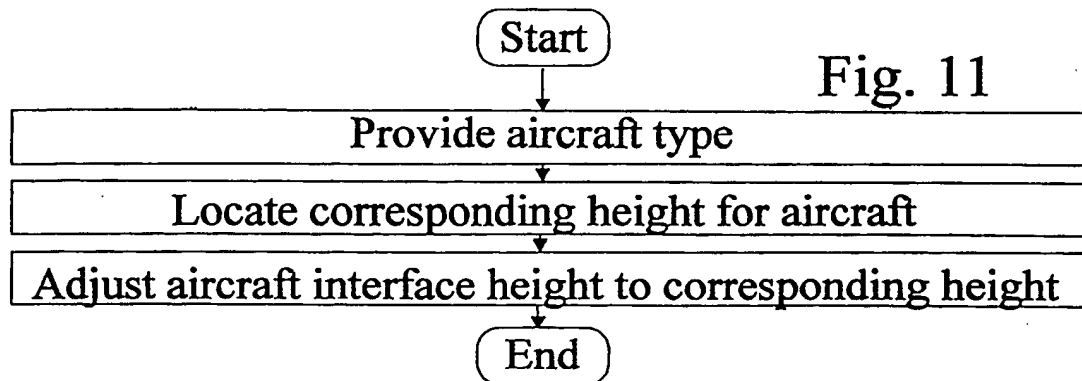 Start
Fig. 11
Provide aircraft type
Locate corresponding height for aircraft
Adjust aircraft interface height to corresponding height
End